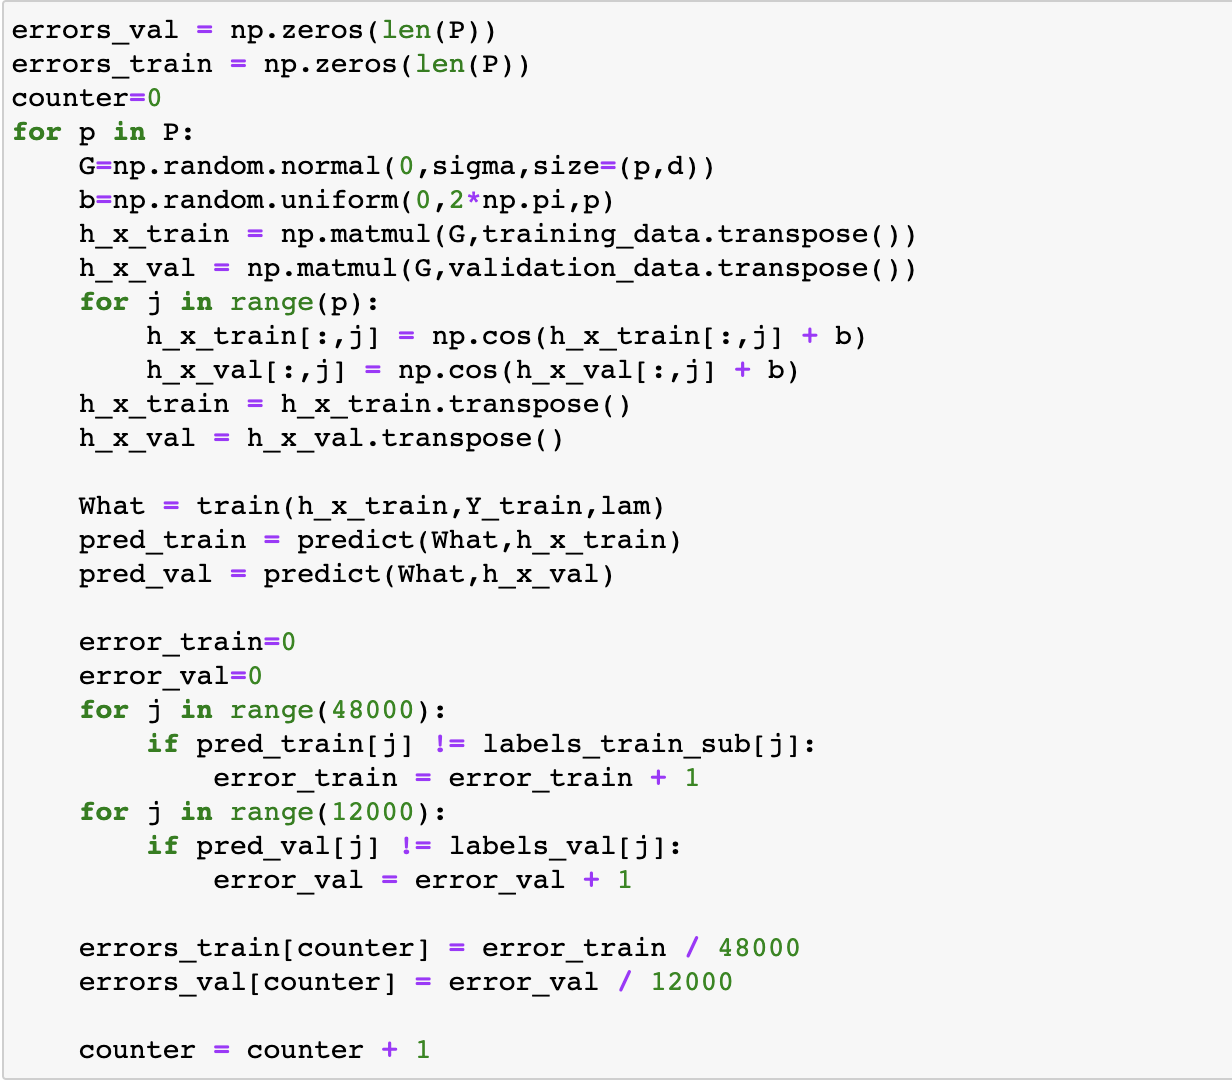 errors_val = np.zeros(len(P))
errors_train = np.zeros(len(P))
counter=0
for p in P:
    G=np.random.normal(0,sigma,size=(p,d))
    b=np.random.uniform(0,2*np.pi,p)
    h_x_train = np.matmul(G,training_data.transpose())
    h_x_val = np.matmul(G,validation_data.transpose())
    for j in range(p):
        h_x_train[:,j] = np.cos(h_x_train[:,j] + b)
        h_x_val[:,j] = np.cos(h_x_val[:,j] + b)
    h_x_train = h_x_train.transpose()
    h_x_val = h_x_val.transpose()

    What = train(h_x_train,Y_train,lam)
    pred_train = predict(What,h_x_train)
    pred_val = predict(What,h_x_val)

    error_train=0
    error_val=0
    for j in range(48000):
        if pred_train[j] != labels_train_sub[j]:
            error_train = error_train + 1
    for j in range(12000):
        if pred_val[j] != labels_val[j]:
            error_val = error_val + 1

    errors_train[counter] = error_train / 48000
    errors_val[counter] = error_val / 12000

    counter = counter + 1